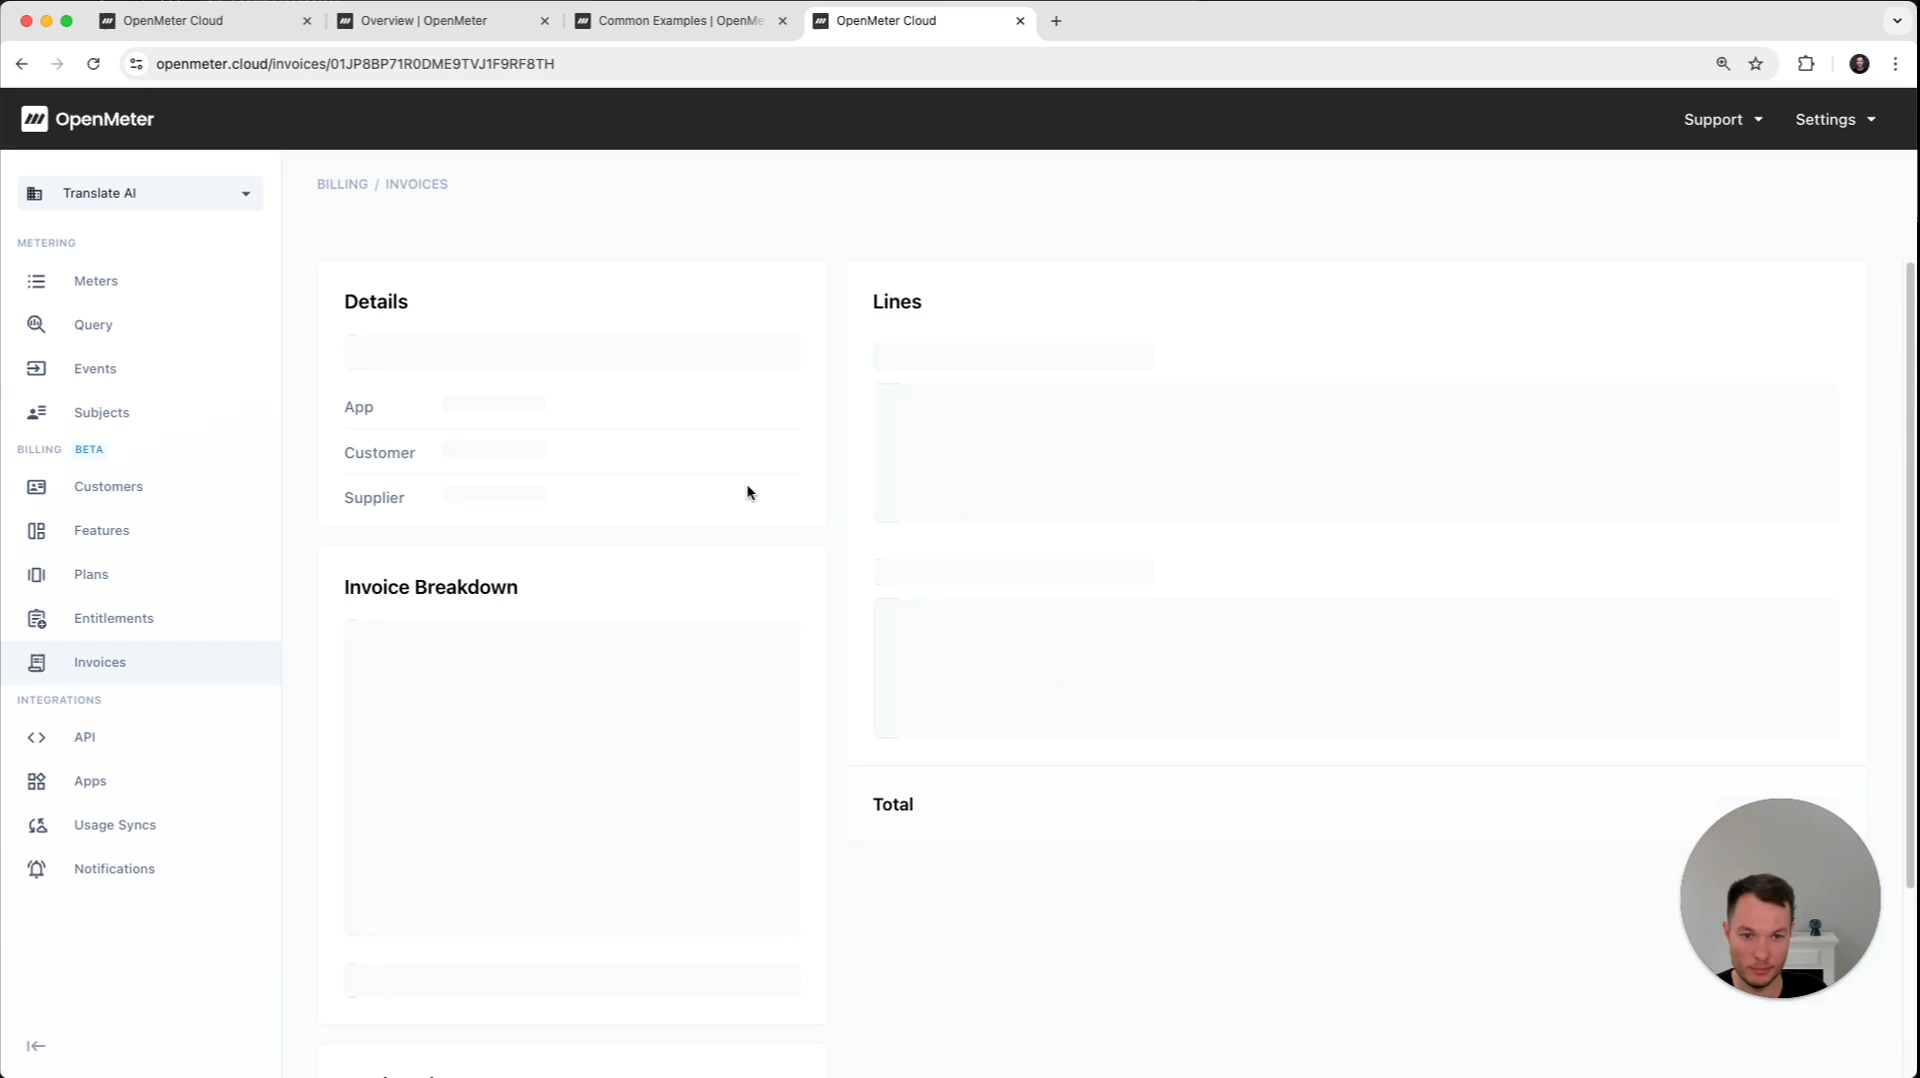 OpenMeter Cloud
Overview | OpenMeter
Common Examples | OpenMe
OpenMeter Cloud
openmeter.cloud/invoices/01JP8BP71R0DME9TVJ1F9RF8TH
OpenMeter
Support
Settings
Translate AI
METERING
Meters
Query
Events
Subjects
BILLING BETA
Customers
Features
Plans
Entitlements
Invoices
INTEGRATIONS
API
Apps
Usage Syncs
Notifications
BILLING / INVOICES
Details
App
Customer
Supplier
Invoice Breakdown
Lines
Total